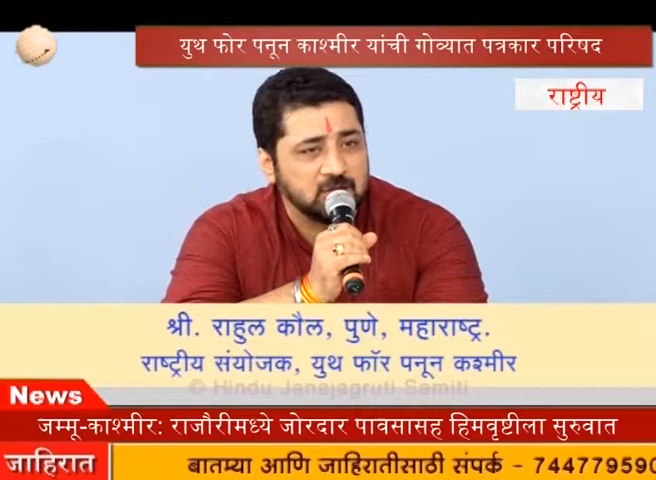 युथ फोर पनून काश्मीर यांची गोव्यात पत्रकार परिषद
राष्ट्रीय
श्री. राहुल कौल, पुणे, महाराष्ट्र.
राष्ट्रीय संयोजक, युथ फॉर पनून कश्मीर
© Hindu Janajagruti Samiti
News
जम्मू-काश्मीर: राजौरीमध्ये जोरदार पावसासह हिमवृष्टीला सुरुवात
जाहिरात
बातम्या आणि जाहिरातीसाठी संपर्क - 744779590